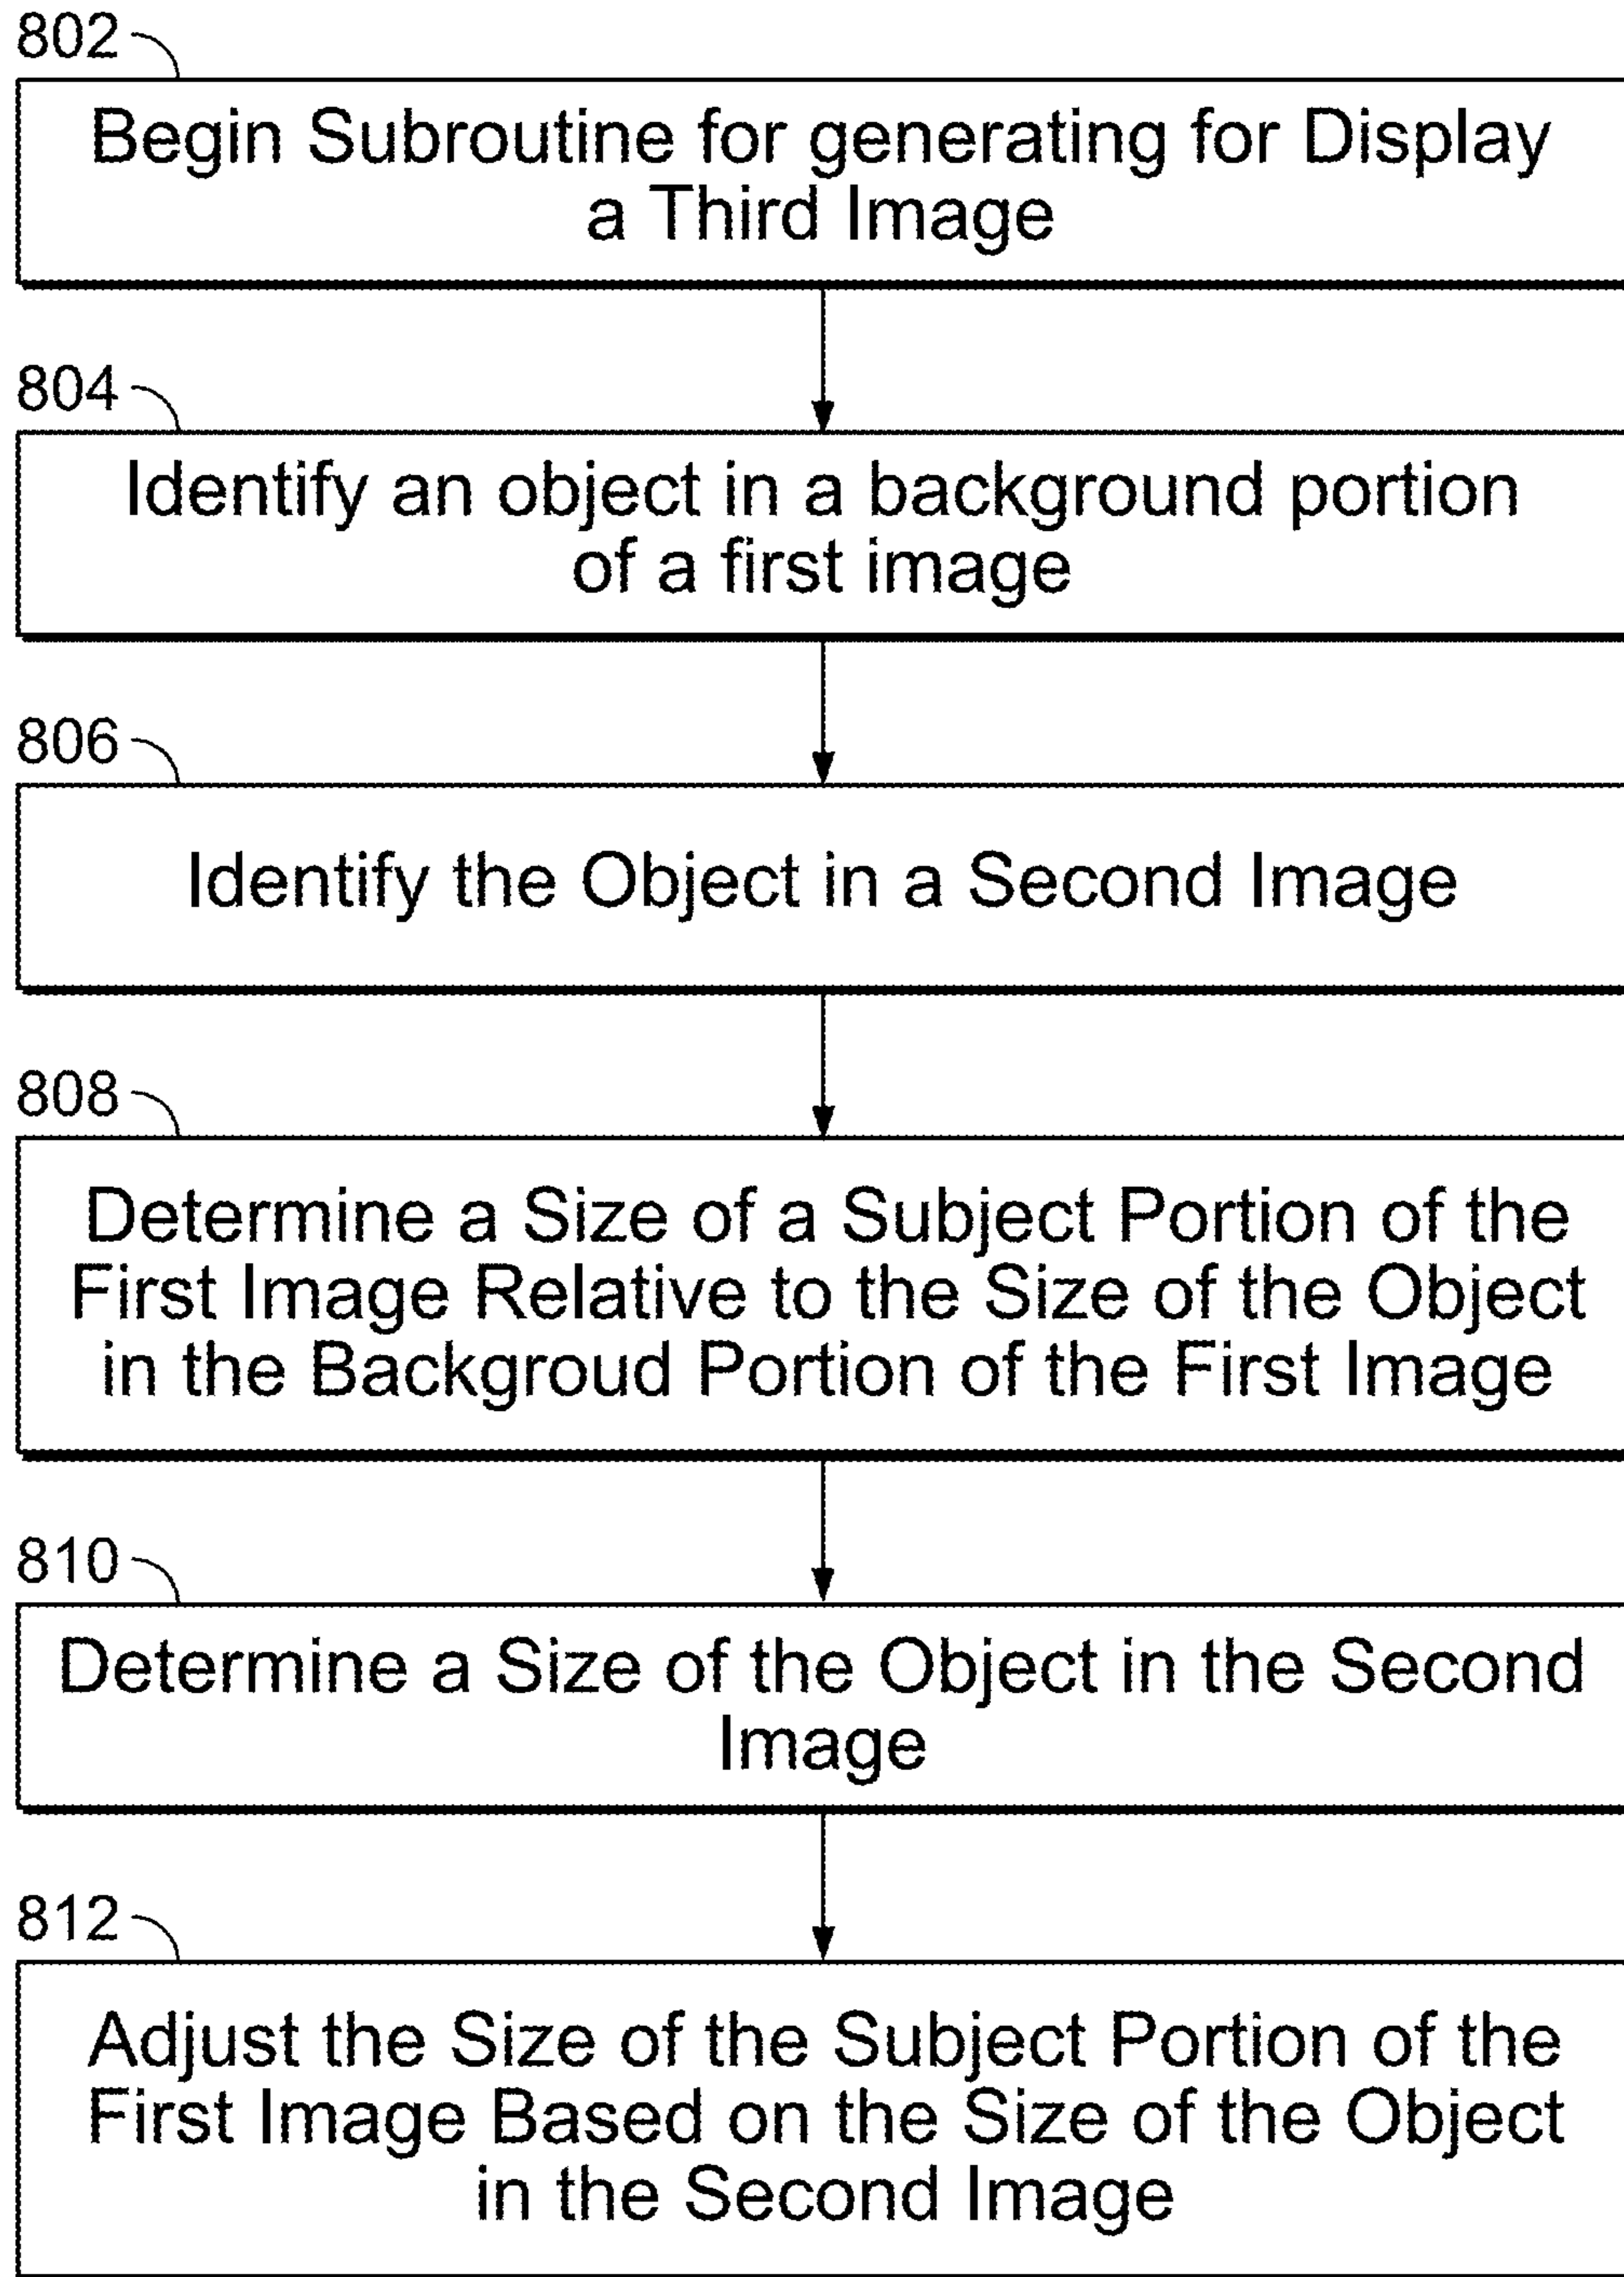 802
Begin Subroutine for generating for Display
a Third Image
804
Identify an object in a background portion
of a first image
806
Identify the Object in a Second Image
808
Determine a Size of a Subject Portion of the
First Image Relative to the Size of the Object
in the Backgroud Portion of the First Image
810
Determine a Size of the Object in the Second
Image
812
Adjust the Size of the Subject Portion of the
First Image Based on the Size of the Object
in the Second Image